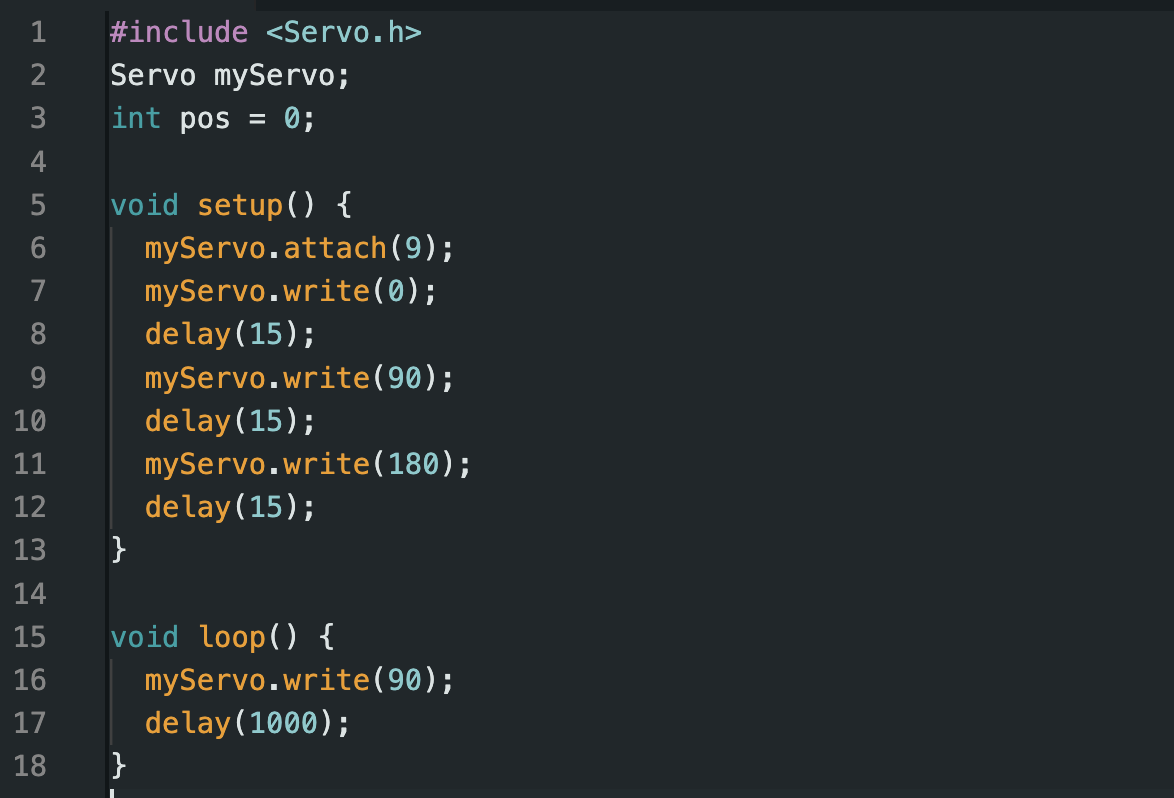 1 #include <Servo.h>
2 Servo myServo;
3 int pos = 0;
4
5 void setup() {
6   myServo.attach(9);
7   myServo.write(0);
8   delay(15);
9   myServo.write(90);
10   delay(15);
11   myServo.write(180);
12   delay(15);
13 }
14
15 void loop() {
16   myServo.write(90);
17   delay(1000);
18 }